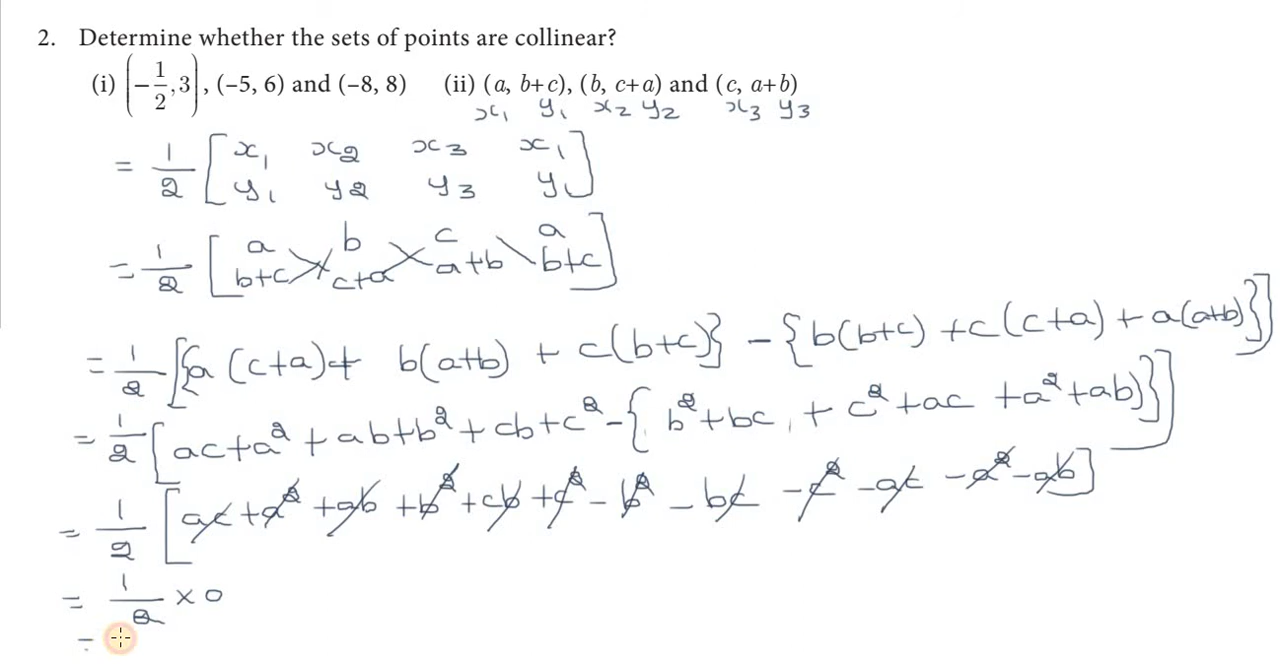 2. Determine whether the sets of points are collinear?
(i) (-1/2, 3), (-5, 6) and (-8, 8) (ii) (a, b+c), (b, c+a) and (c, a+b)
x₁ y₁ x₂ y₂ x₃ y₃
= 1/2 [x₁ x₂ x₃ x₁
y₁ y₂ y₃ y₁]
= 1/2 [a b c a
b+c c+a a+b b+c]
= 1/2 [{a(c+a)+ b(a+b) + c(b+c)} - {b(b+c) +c(c+a) + a(a+b)}]
= 1/2 [ac+a²+ab+b²+cb+c²-{b²+bc+c²+ac+a²+ab)}]
= 1/2 [ac+a²+ab+b²+cb+c²-b²-bc-c²-ac-a²-ab]
= 1/2 × 0
=